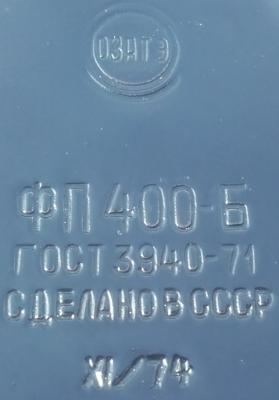 ОЗАТЭ
ФП 400-Б
ГОСТ 3940-71
СДЕЛАНО В СССР
XI/74